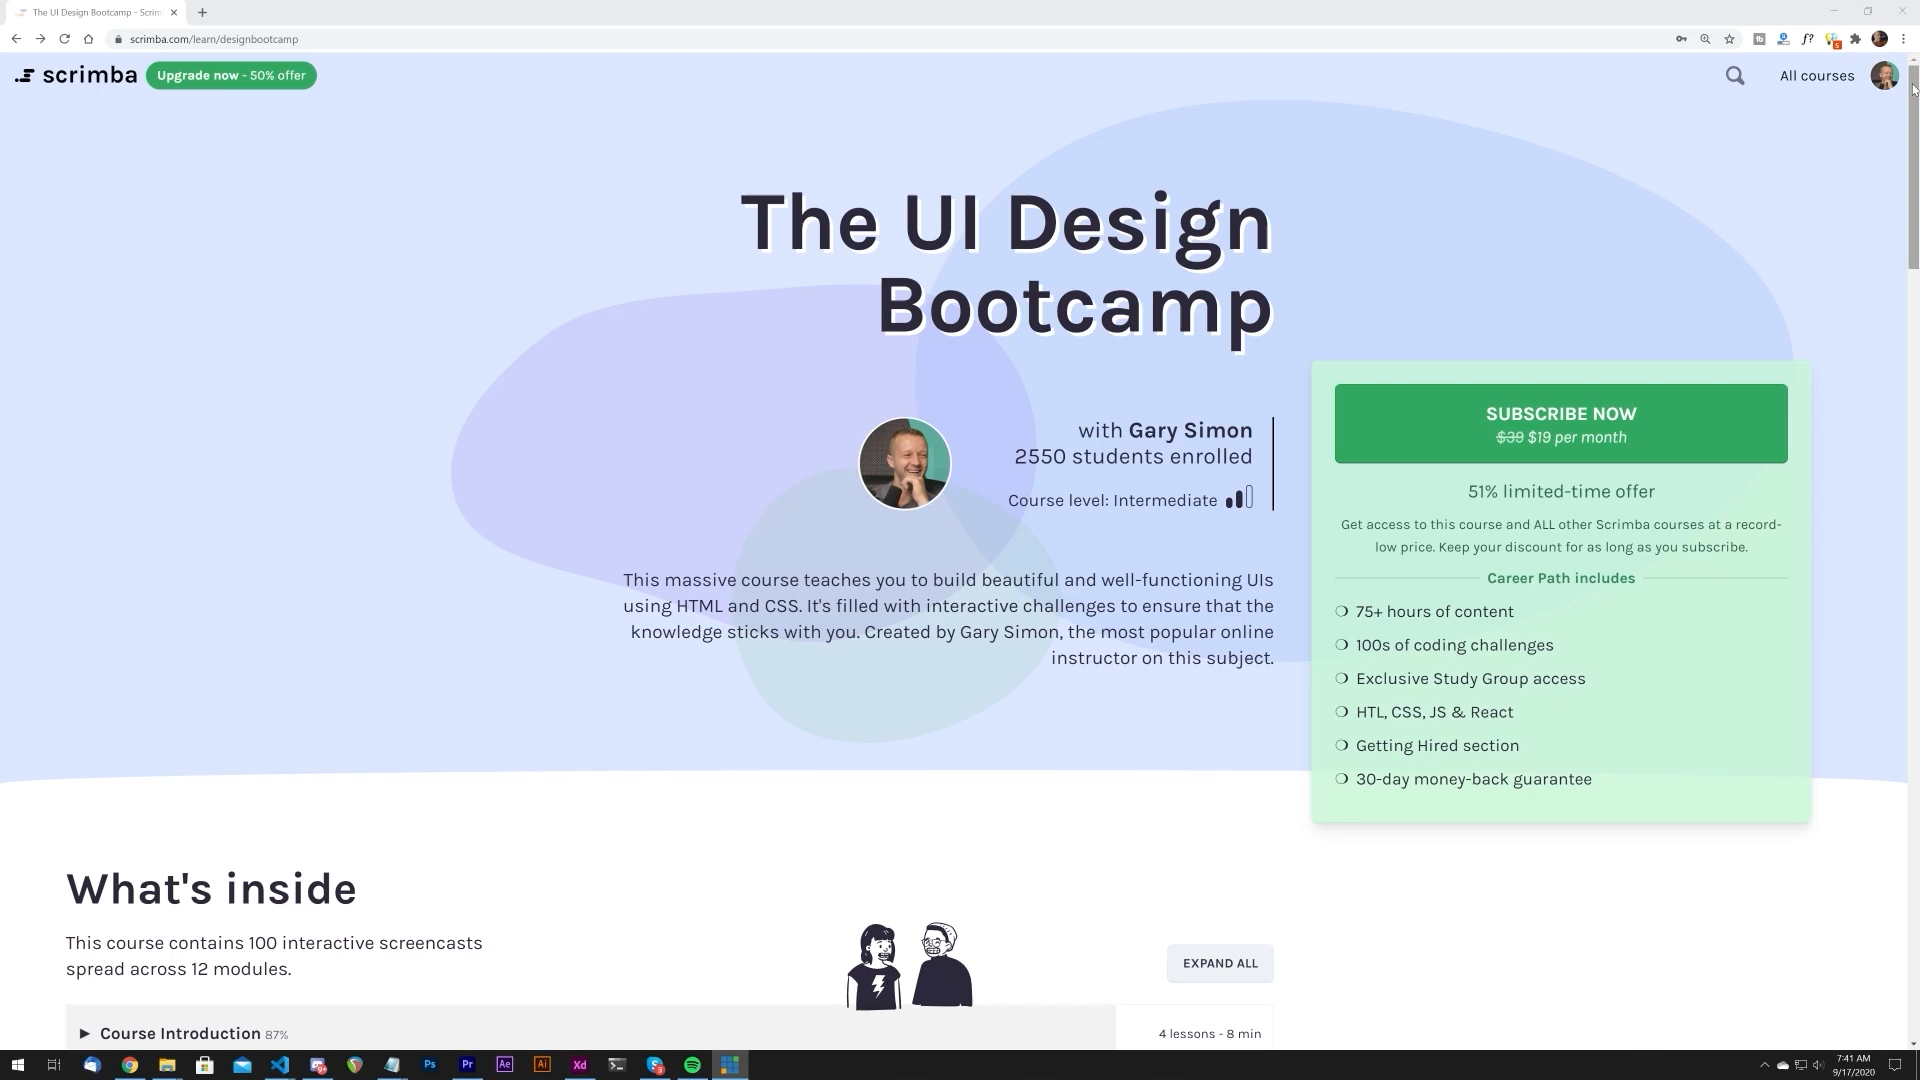 The UI Design Bootcamp - Scrim
scrimba.com/learn/designbootcamp
scrimba
Upgrade now - 50% offer
All courses
The UI Design
Bootcamp
with Gary Simon
2550 students enrolled
Course level: Intermediate
This massive course teaches you to build beautiful and well-functioning UIs
using HTML and CSS. It's filled with interactive challenges to ensure that the
knowledge sticks with you. Created by Gary Simon, the most popular online
instructor on this subject.
SUBSCRIBE NOW
$39 $19 per month
51% limited-time offer
Get access to this course and ALL other Scrimba courses at a record-
low price. Keep your discount for as long as you subscribe.
Career Path includes
75+ hours of content
100s of coding challenges
Exclusive Study Group access
HTL, CSS, JS & React
Getting Hired section
30-day money-back guarantee
What's inside
This course contains 100 interactive screencasts
spread across 12 modules.
EXPAND ALL
Course Introduction 87%
4 lessons - 8 min
Ps
Pr
Ae
Ai
Xd
7:41 AM
9/17/2020